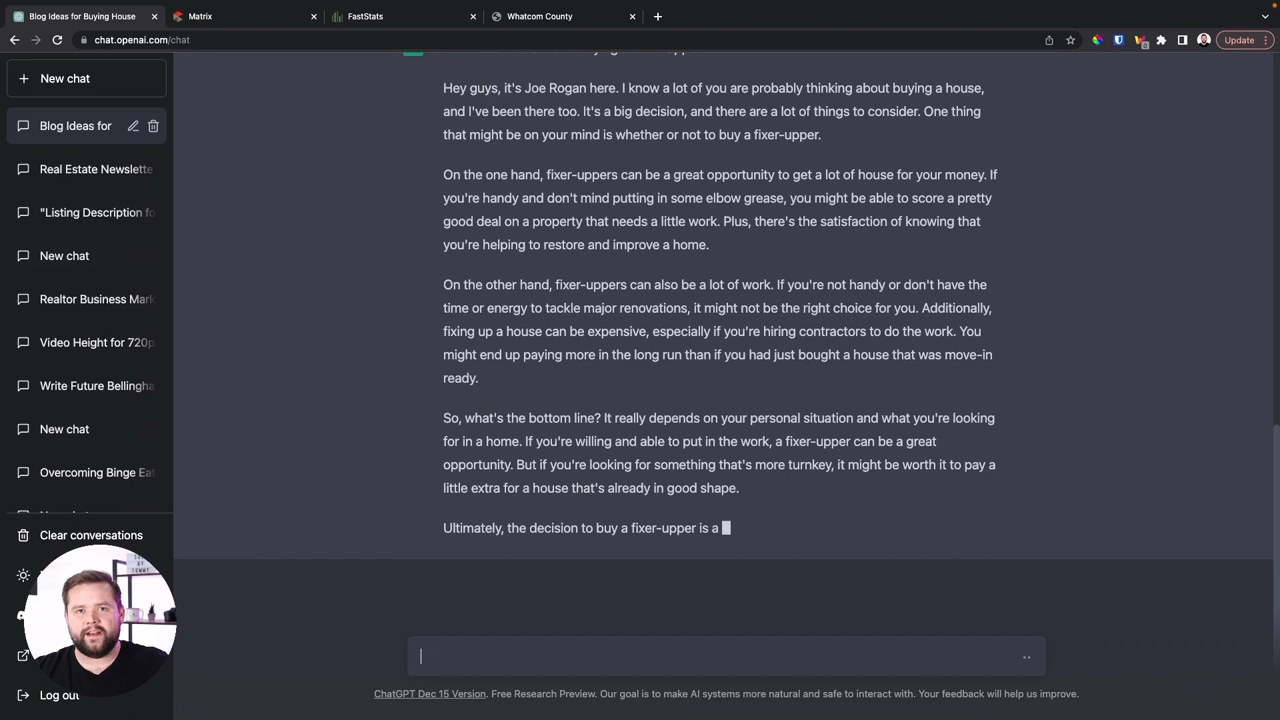 Blog Ideas for Buying House
Matrix
FastStats
Whatcom County
chat.openai.com/chat
Update
New chat
Blog Ideas for
Real Estate Newslette
"Listing Description fo
New chat
Realtor Business Mark
Video Height for 720p
Write Future Bellingha
New chat
Overcoming Binge Eat
Clear conversations
Log out
Hey guys, it's Joe Rogan here. I know a lot of you are probably thinking about buying a house,
and I've been there too. It's a big decision, and there are a lot of things to consider. One thing
that might be on your mind is whether or not to buy a fixer-upper.
On the one hand, fixer-uppers can be a great opportunity to get a lot of house for your money. If
you're handy and don't mind putting in some elbow grease, you might be able to score a pretty
good deal on a property that needs a little work. Plus, there's the satisfaction of knowing that
you're helping to restore and improve a home.
On the other hand, fixer-uppers can also be a lot of work. If you're not handy or don't have the
time or energy to tackle major renovations, it might not be the right choice for you. Additionally,
fixing up a house can be expensive, especially if you're hiring contractors to do the work. You
might end up paying more in the long run than if you had just bought a house that was move-in
ready.
So, what's the bottom line? It really depends on your personal situation and what you're looking
for in a home. If you're willing and able to put in the work, a fixer-upper can be a great
opportunity. But if you're looking for something that's more turnkey, it might be worth it to pay a
little extra for a house that's already in good shape.
Ultimately, the decision to buy a fixer-upper is a
ChatGPT Dec 15 Version. Free Research Preview. Our goal is to make AI systems more natural and safe to interact with. Your feedback will help us improve.